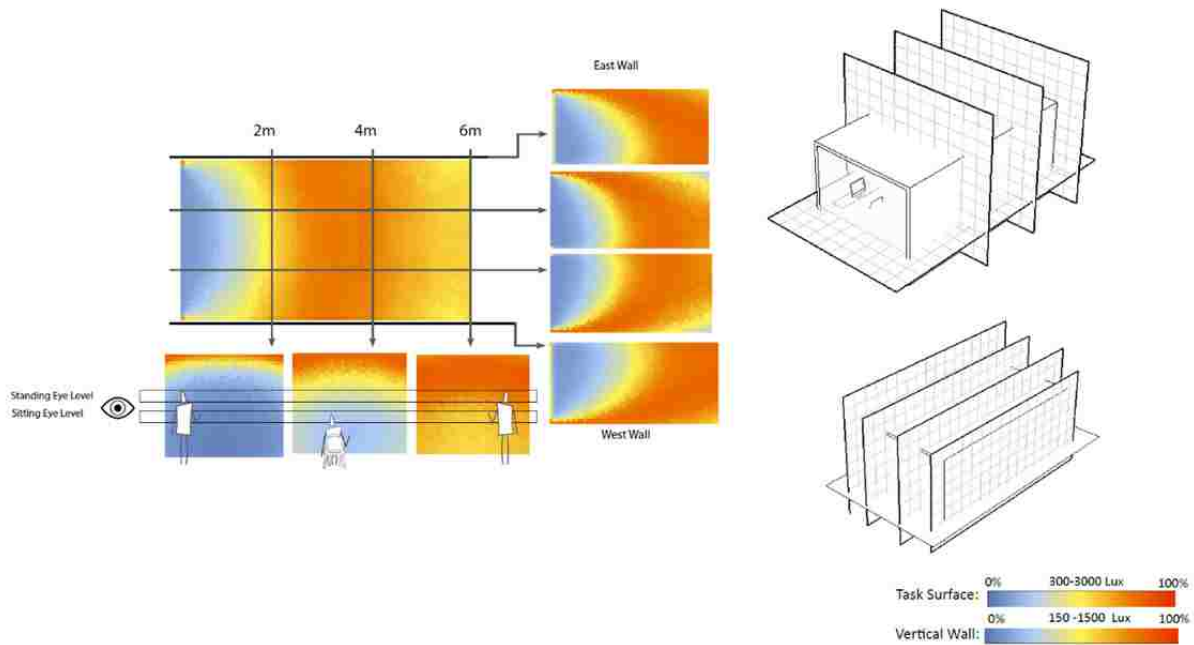 East Wall
2m 4m 6m
Standing Eye Level
Sitting Eye Level
West Wall
0% 300-3000 Lux 100%
Task Surface:
0% 150 -1500 Lux 100%
Vertical Wall: